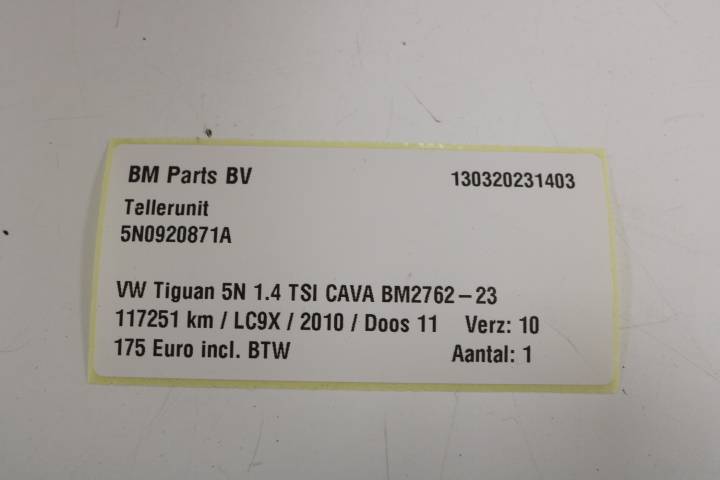 BM Parts BV 130320231403
Tellerunit
5N0920871A
VW Tiguan 5N 1.4 TSI CAVA BM2762-23
117251 km / LC9X / 2010 / Doos 11 Verz: 10
175 Euro incl. BTW Aantal: 1